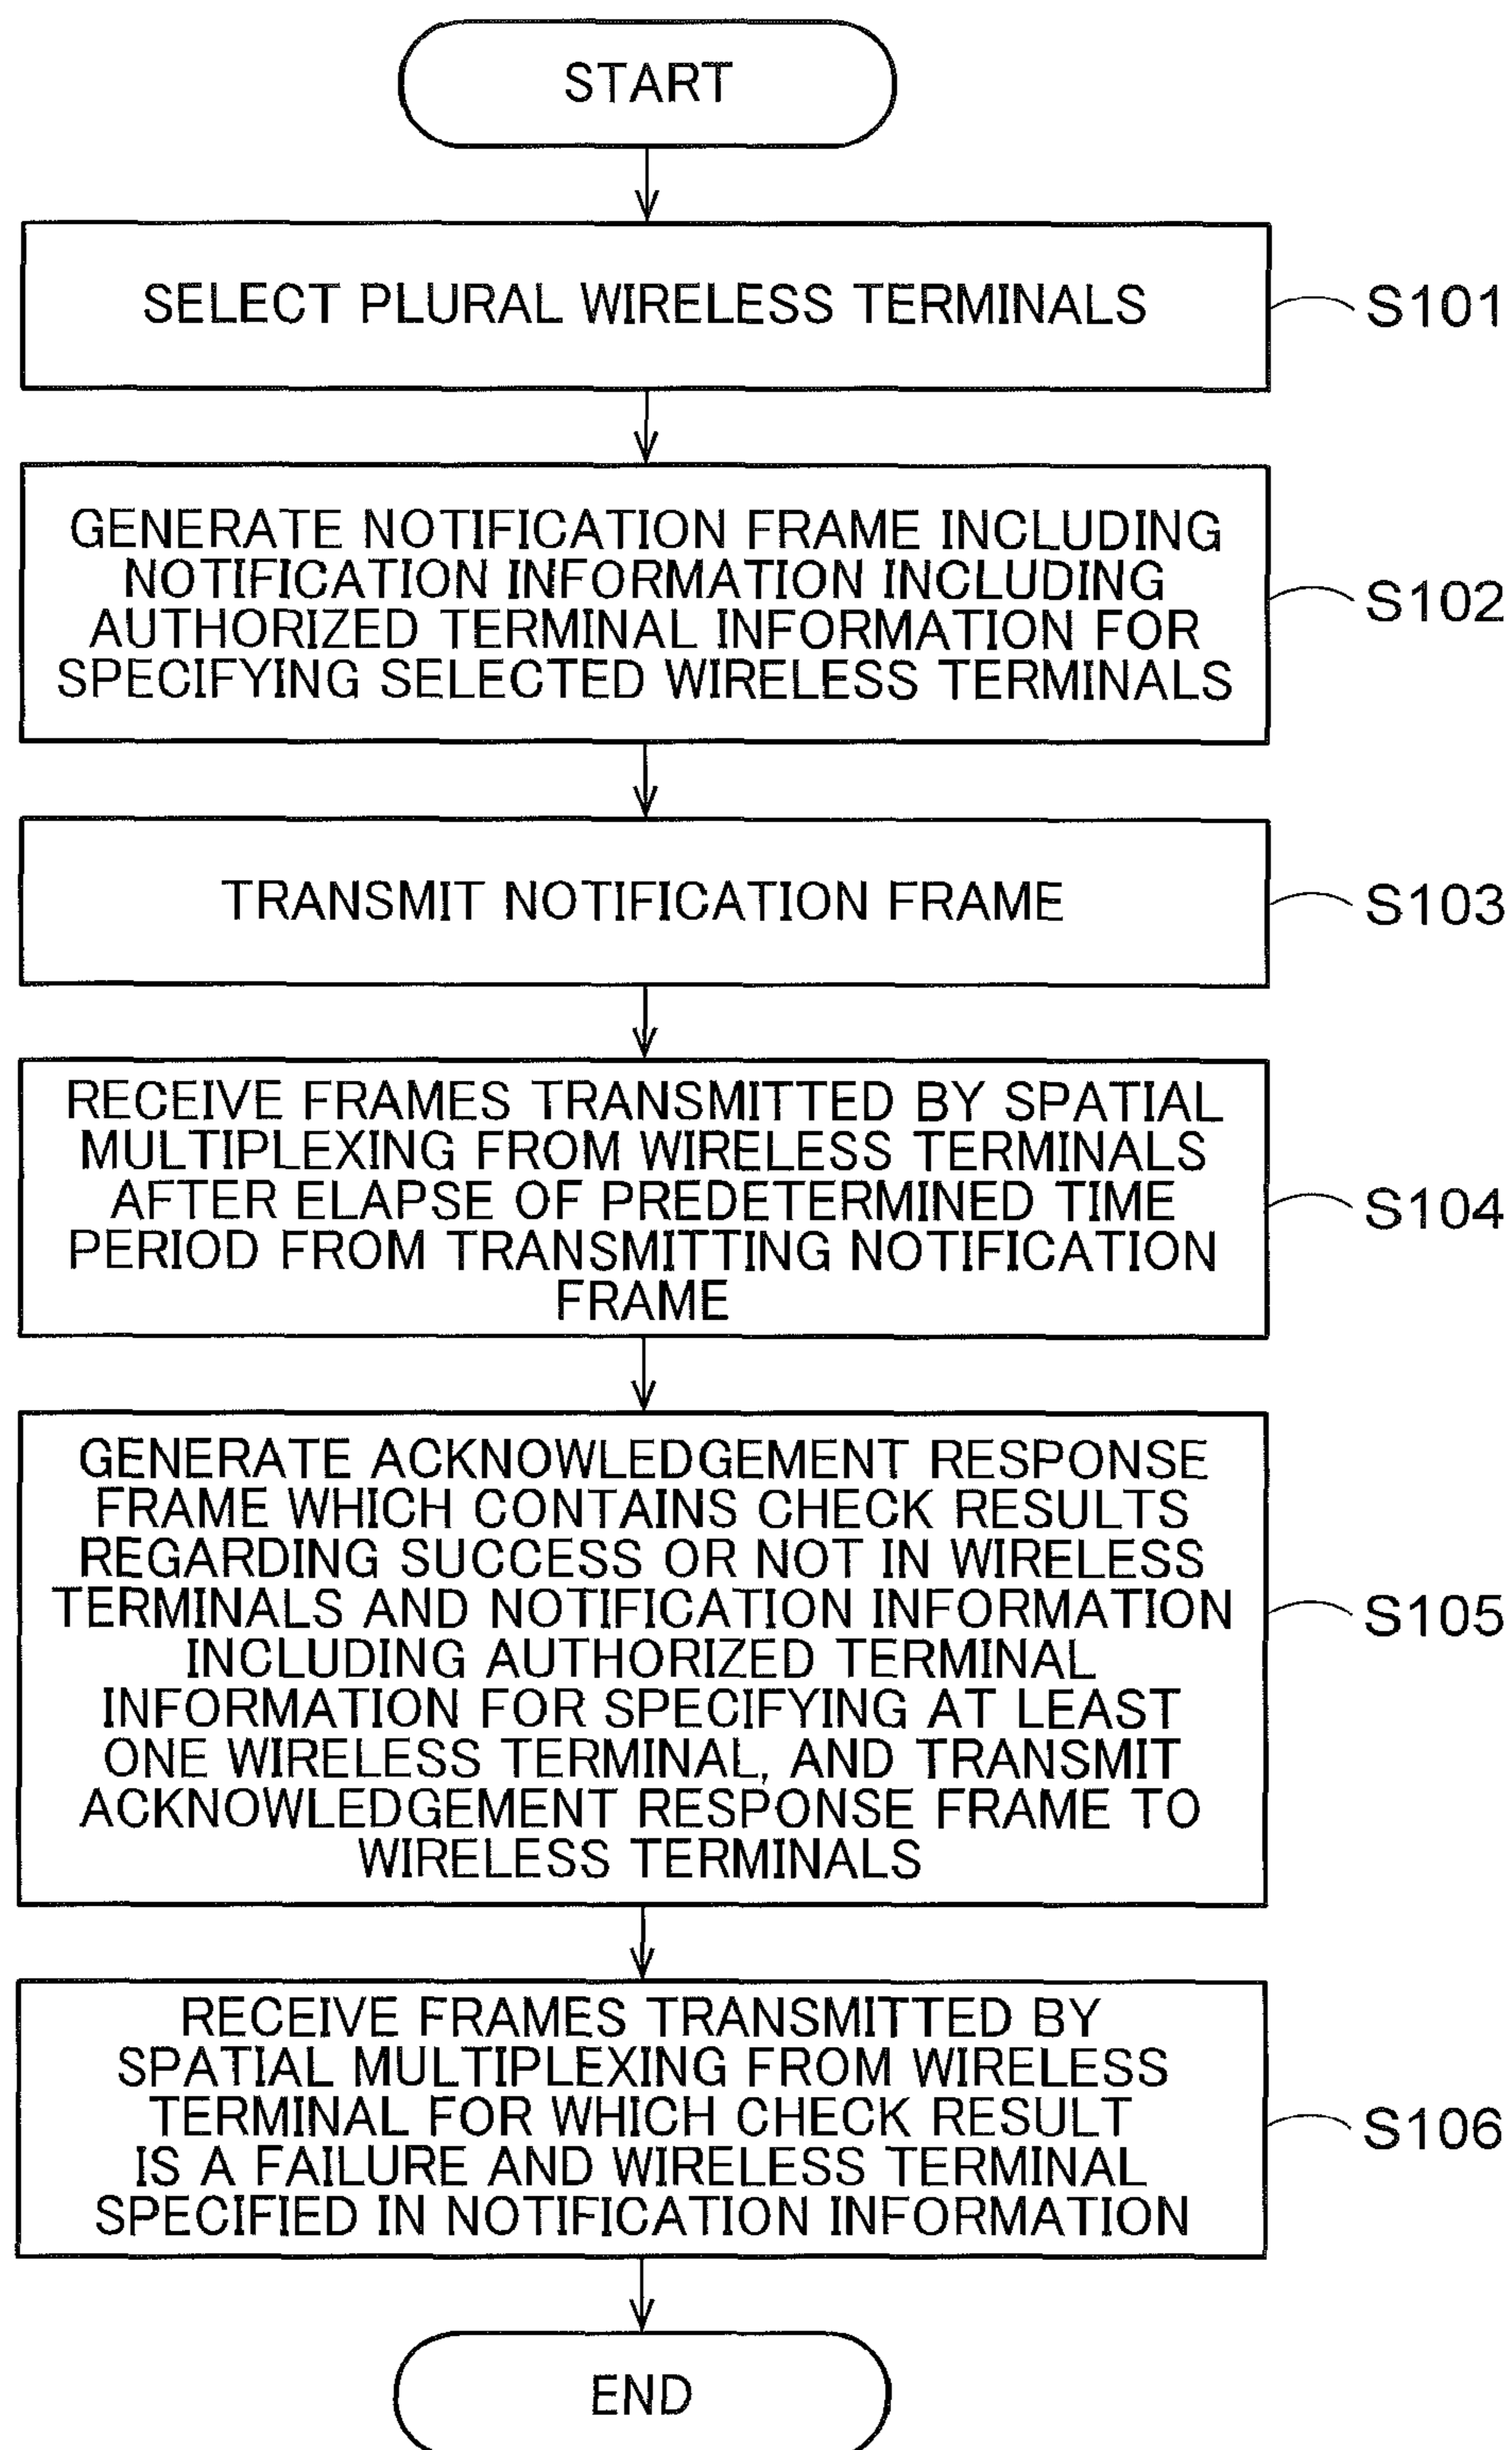 START
SELECT PLURAL WIRELESS TERMINALS
S101
GENERATE NOTIFICATION FRAME INCLUDING
NOTIFICATION INFORMATION INCLUDING
AUTHORIZED TERMINAL INFORMATION FOR
SPECIFYING SELECTED WIRELESS TERMINALS
S102
TRANSMIT NOTIFICATION FRAME
S103
RECEIVE FRAMES TRANSMITTED BY SPATIAL
MULTIPLEXING FROM WIRELESS TERMINALS
AFTER ELAPSE OF PREDETERMINED TIME
PERIOD FROM TRANSMITTING NOTIFICATION
FRAME
S104
GENERATE ACKNOWLEDGEMENT RESPONSE
FRAME WHICH CONTAINS CHECK RESULTS
REGARDING SUCCESS OR NOT IN WIRELESS
TERMINALS AND NOTIFICATION INFORMATION
INCLUDING AUTHORIZED TERMINAL
INFORMATION FOR SPECIFYING AT LEAST
ONE WIRELESS TERMINAL, AND TRANSMIT
ACKNOWLEDGEMENT RESPONSE FRAME TO
WIRELESS TERMINALS
S105
RECEIVE FRAMES TRANSMITTED BY
SPATIAL MULTIPLEXING FROM WIRELESS
TERMINAL FOR WHICH CHECK RESULT
IS A FAILURE AND WIRELESS TERMINAL
SPECIFIED IN NOTIFICATION INFORMATION
S106
END